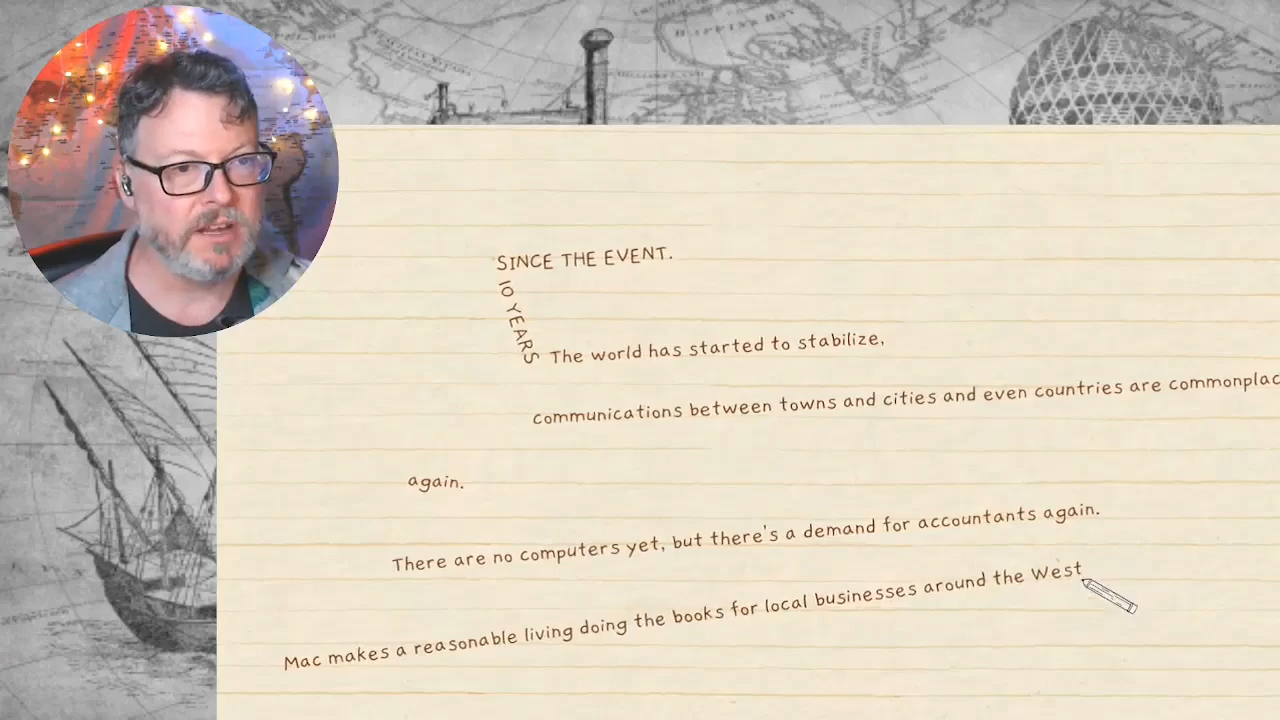 SINCE THE EVENT.
10 YEARS
The world has started to stabilize,
communications between towns and cities and even countries are commonplac
again.
There are no computers yet, but there's a demand for accountants again.
Mac makes a reasonable living doing the books for local businesses around the West